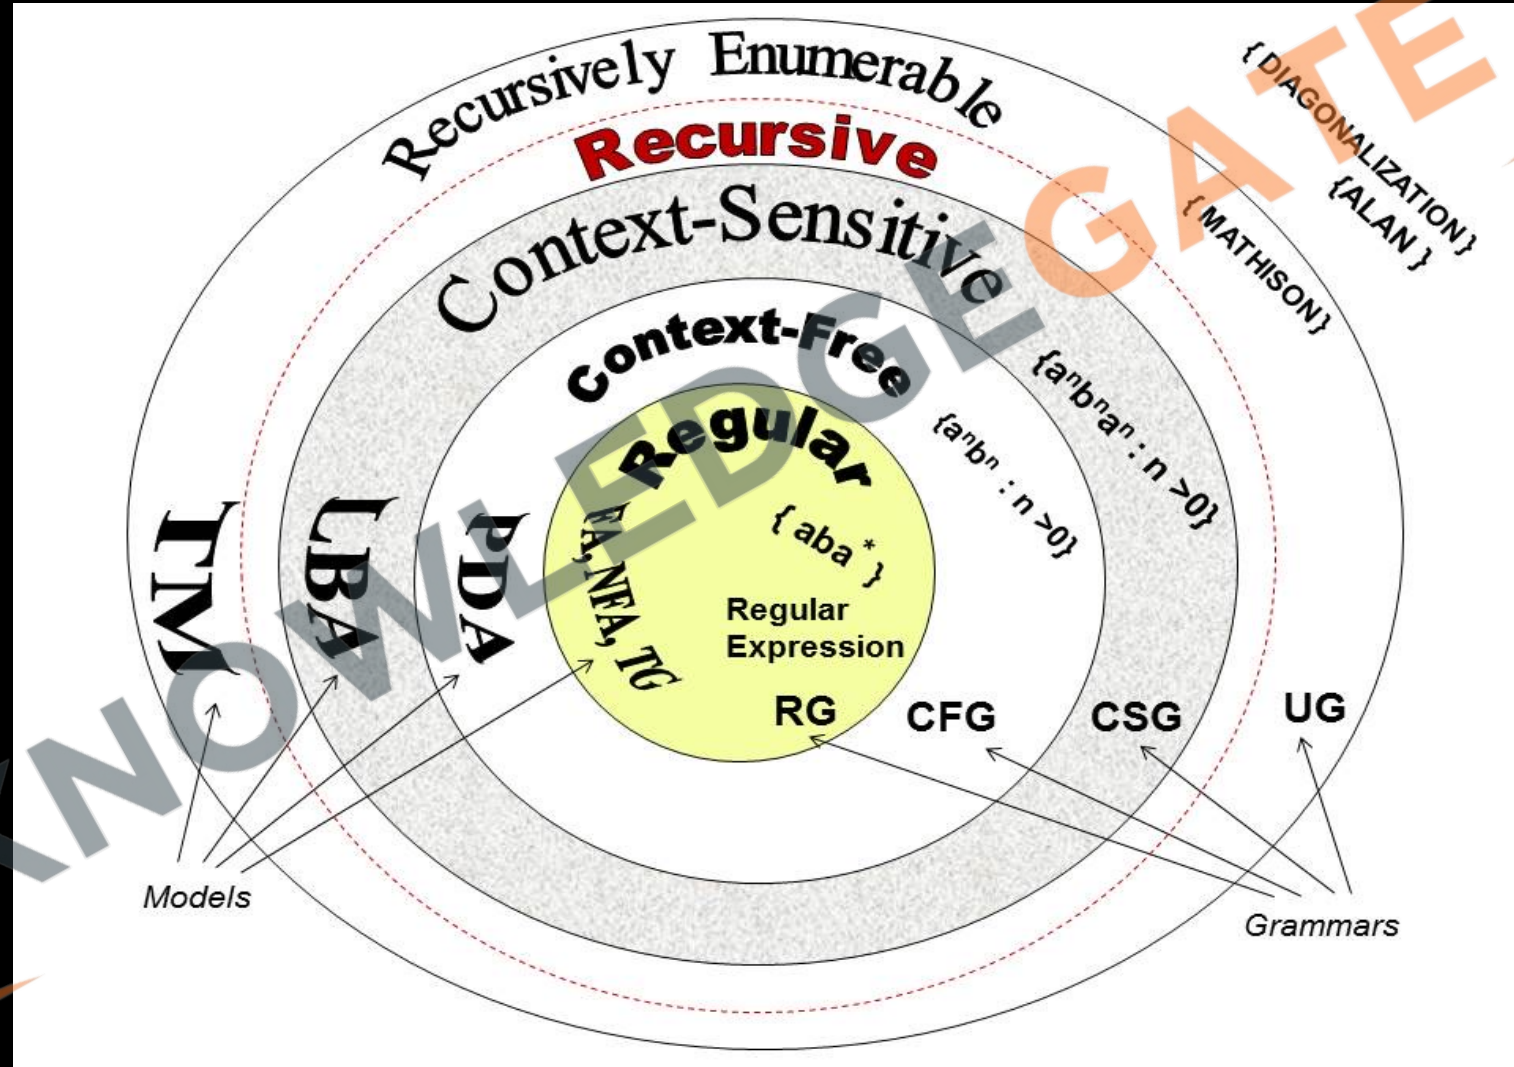 Recursively Enumerable
Recursive
Context-Sensitive
Context-Free
Regular
{ DIAGONALIZATION }
{ALAN }
{ MATHISON}
{aⁿbⁿaⁿ : n >0}
{aⁿbⁿ : n >0}
{ aba* }
TM
LBA
PDA
FA, NFA, TG
Regular
Expression
RG
CFG
CSG
UG
Models
Grammars
KNOWLEDGE GATE